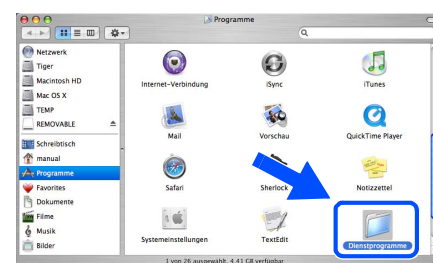 Programme
Netzwerk
Tiger
Macintosh HD
Mac OS X
TEMP
REMOVABLE
Schreibtisch
manual
Programme
Favorites
Dokumente
Filme
Musik
Bilder
Internet-Verbindung
iSync
iTunes
Mail
Vorschau
QuickTime Player
Safari
Sherlock
Notizzettel
Systemeinstellungen
TextEdit
Dienstprogramme
1 von 26 ausgewählt, 4,41 GB verfügbar